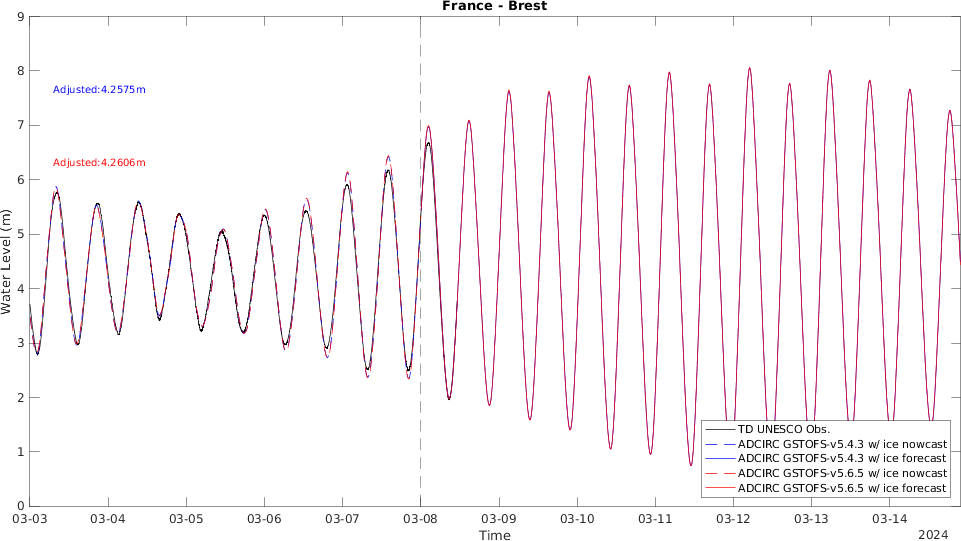 France - Brest
9
8
7
6
5
4
3
2
1
0
Water Level (m)
Adjusted:4.2575m
Adjusted:4.2606m
TD UNESCO Obs.
ADCIRC GSTOFS-v5.4.3 w/ ice nowcast
ADCIRC GSTOFS-v5.4.3 w/ ice forecast
ADCIRC GSTOFS-v5.6.5 w/ ice nowcast
ADCIRC GSTOFS-v5.6.5 w/ ice forecast
03-03 03-04 03-05 03-06 03-07 03-08 03-09 03-10 03-11 03-12 03-13 03-14
Time
2024